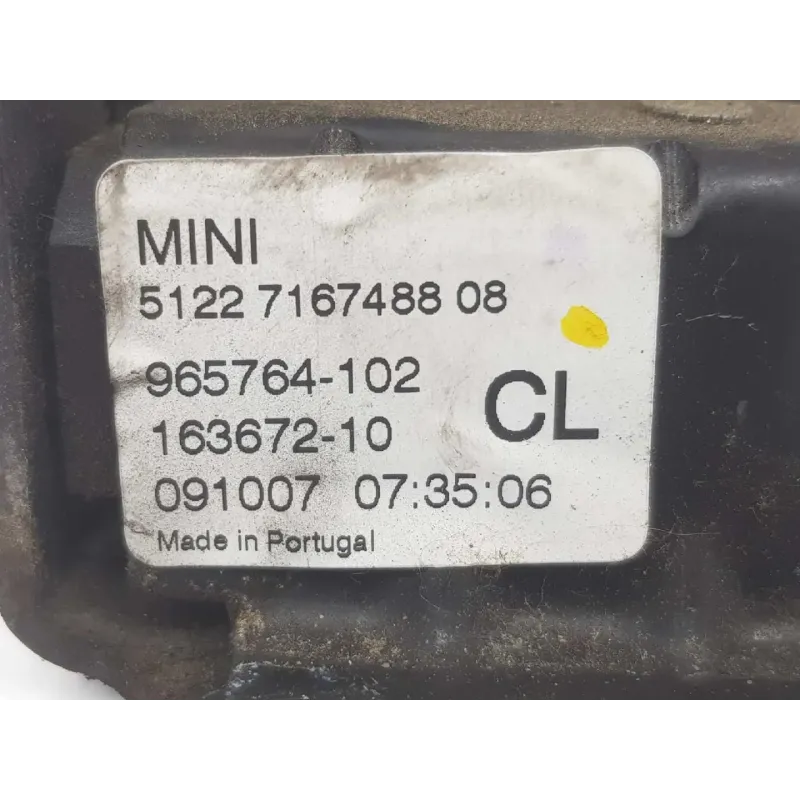 MINI
5122 7167488 08
965764-102
163672-10
CL
091007 07:35:06
Made in Portugal